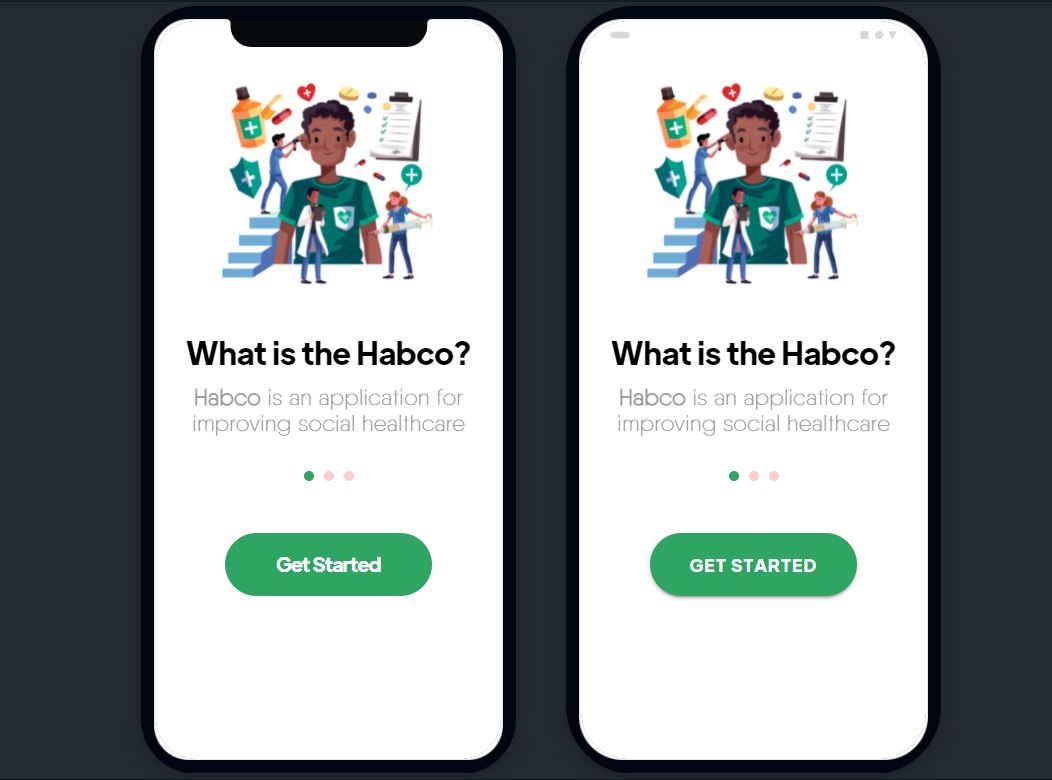 What is the Habco?
Habco is an application for
improving social healthcare
Get Started
What is the Habco?
Habco is an application for
improving social healthcare
GET STARTED